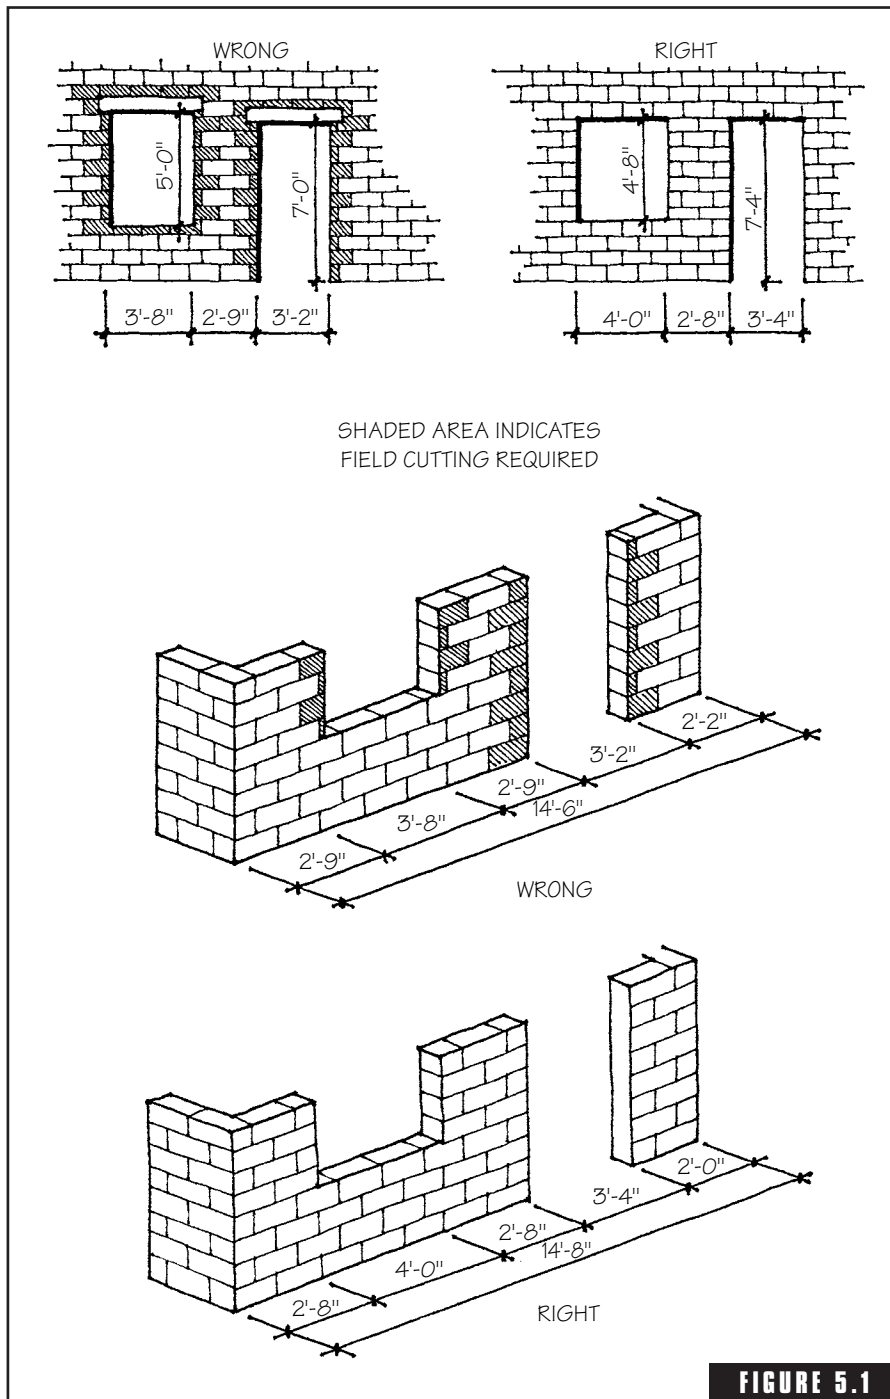 WRONG
RIGHT
5'-0"
7'-0"
4'-8"
7'-4"
3'-8" 2'-9" 3'-2"
4'-0" 2'-8" 3'-4"
SHADED AREA INDICATES
FIELD CUTTING REQUIRED
2'-9"
3'-8"
2'-9"
3'-2"
2'-2"
14'-6"
WRONG
2'-8"
4'-0"
2'-8"
3'-4"
2'-0"
14'-8"
RIGHT
FIGURE 5.1